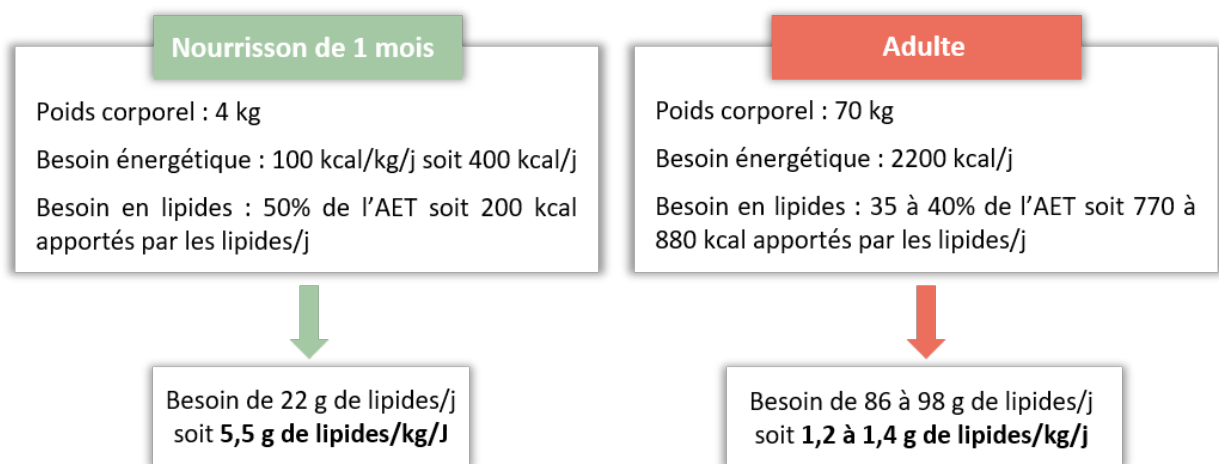 Nourrisson de 1 mois
Poids corporel : 4 kg
Besoin énergétique : 100 kcal/kg/j soit 400 kcal/j
Besoin en lipides : 50% de l’AET soit 200 kcal
apportés par les lipides/j
Besoin de 22 g de lipides/j
soit 5,5 g de lipides/kg/J
Adulte
Poids corporel : 70 kg
Besoin énergétique : 2200 kcal/j
Besoin en lipides : 35 à 40% de l’AET soit 770 à
880 kcal apportés par les lipides/j
Besoin de 86 à 98 g de lipides/j
soit 1,2 à 1,4 g de lipides/kg/j